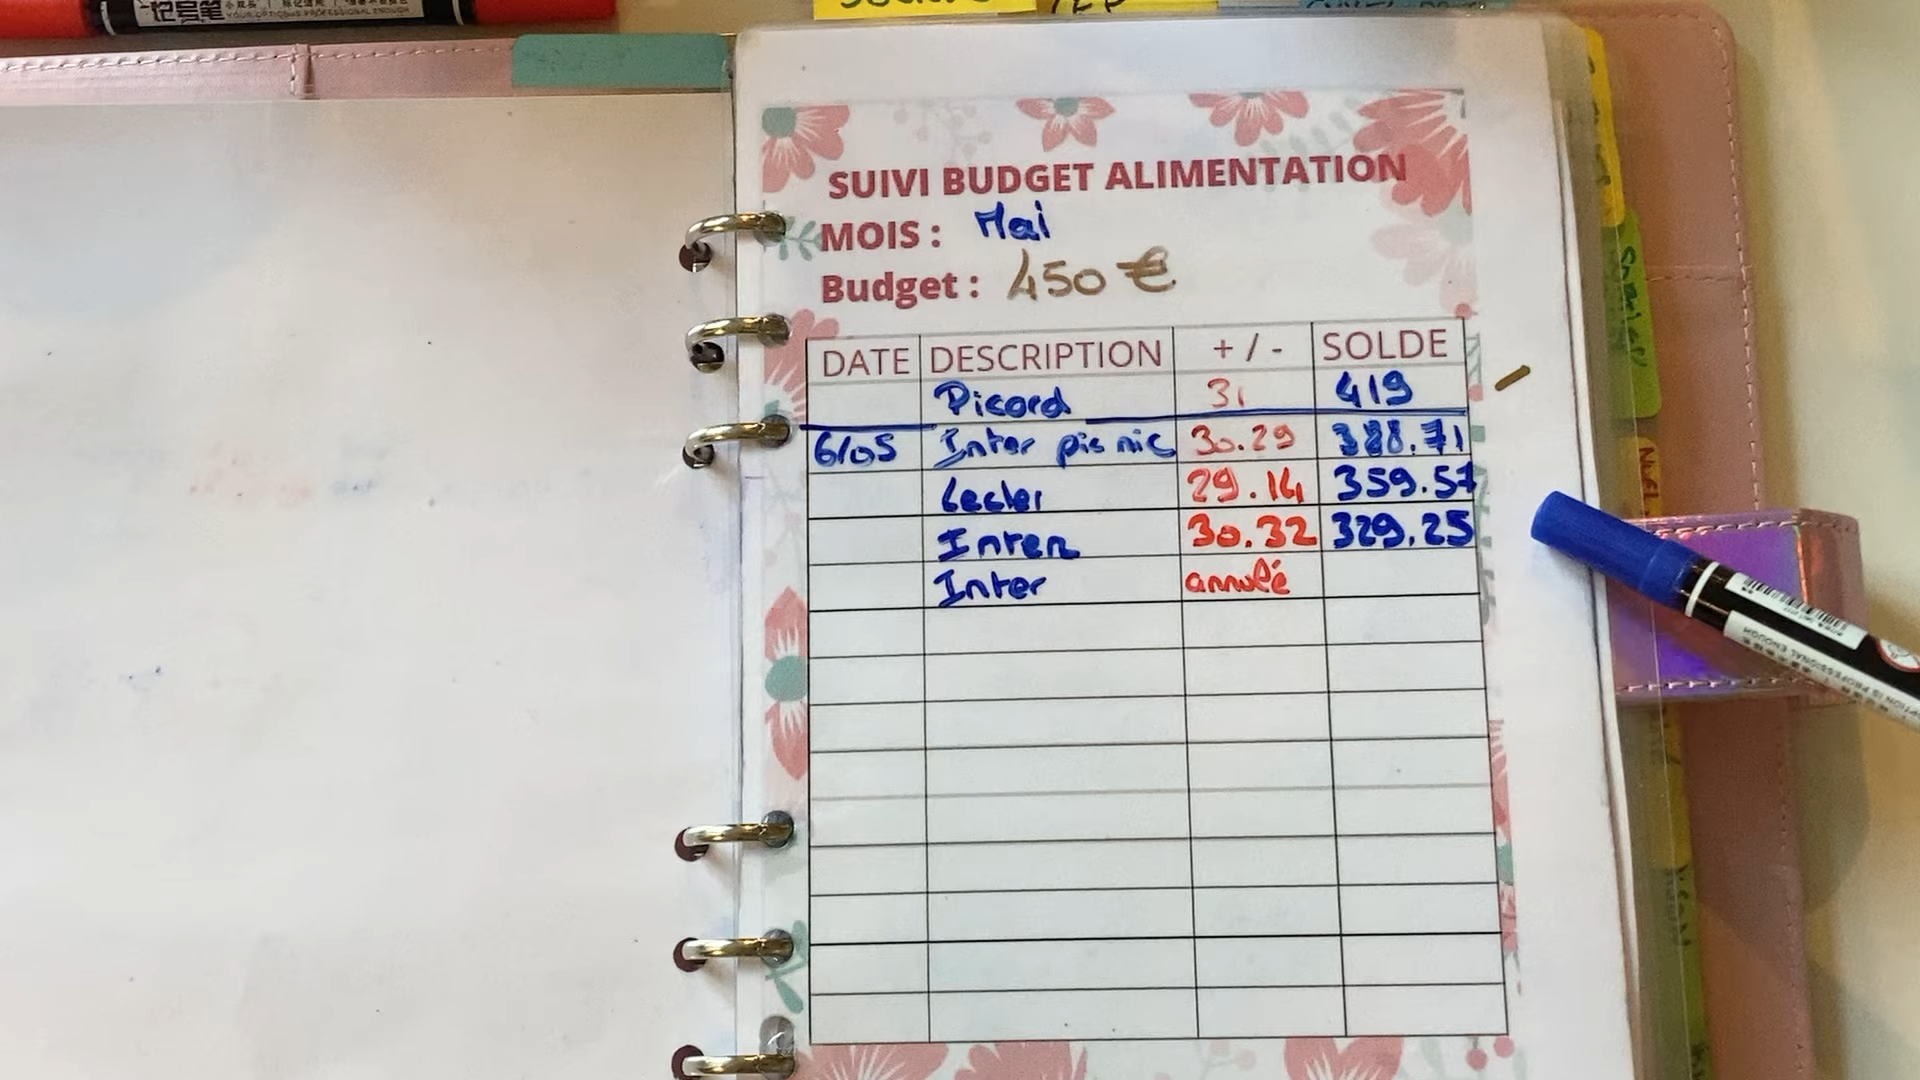 SUIVI BUDGET ALIMENTATION
MOIS : Mai
Budget : 450 €
DATE DESCRIPTION + / - SOLDE
Picard 31 419
6/05 Inter pic nic 30.29 388.71
Lecler 29.14 359.57
Inter 30.32 329.25
Inter annulé